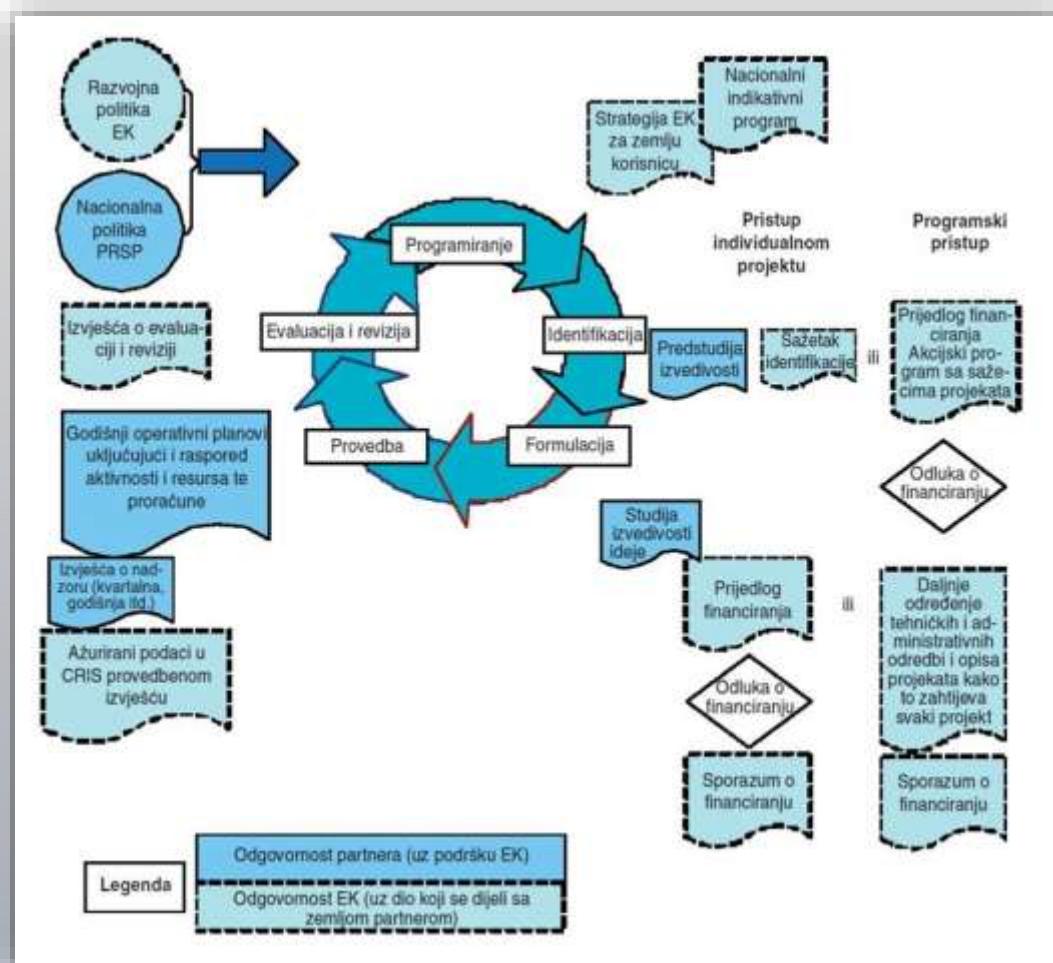 Razvojna
politika
EK
Nacionalna
politika
PRSP
Nacionalni
indikativni
program
Strategija EK
za zemlju
korisnicu
Pristup
individualnom
projektu
Programski
pristup
Programiranje
Identifikacija
Formulacija
Provedba
Evaluacija i revizija
Izvješća o evalua-
ciji i reviziji
Predstudija
izvedivosti
Sažetak
identifikacije
ili
Prijedlog finan-
ciranja
Akcijski pro-
gram sa saže-
cima projekata
Odluka o
financiranju
Godišnji operativni planovi
uključujući i raspored
aktivnosti i resursa te
proračune
Izvješća o nad-
zoru (kvartalna,
godišnja itd.)
Ažurirani podaci u
CRIS provedbenom
izvješću
Studija
izvedivosti
ideje
Prijedlog
financiranja
ili
Daljnje
određenje
tehničkih i ad-
ministrativnih
odredbi i opisa
projekata kako
to zahtijeva
svaki projekt
Odluka o
financiranju
Sporazum o
financiranju
Sporazum o
financiranju
Legenda
Odgovornost partnera (uz podršku EK)
Odgovornost EK (uz dio koji se dijeli sa
zemljom partnerom)